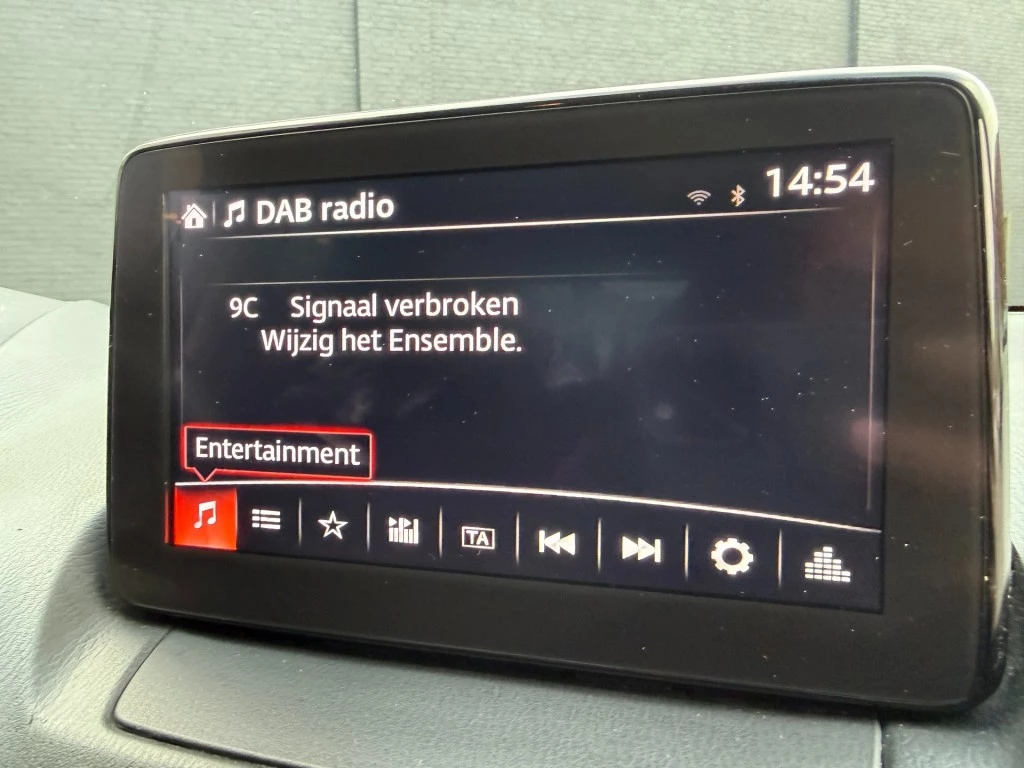 DAB radio
14:54
9C Signaal verbroken
Wijzig het Ensemble.
Entertainment
TA